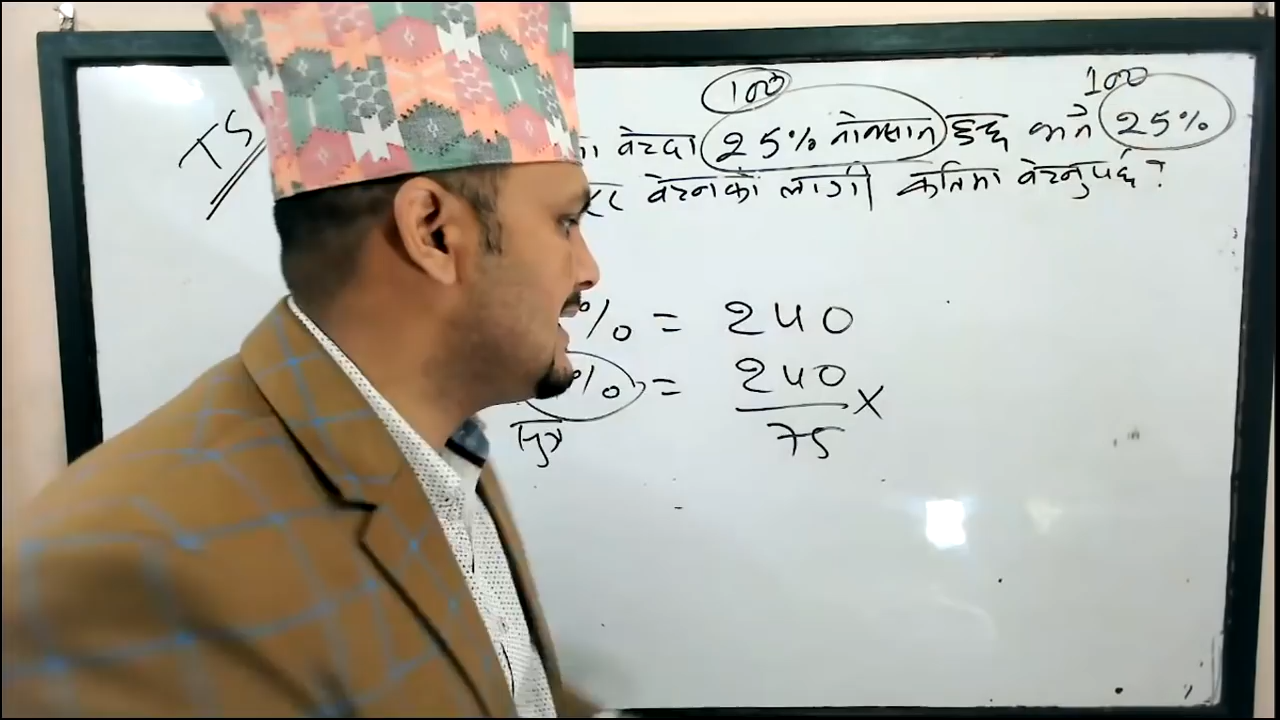 100 100
TS वेच्दा 25% नोक्सान हुन्छ भने 25%
वेच्नको लागी कतिमा वेच्नुपर्छ ?
% = 240
% = 240/75 ×